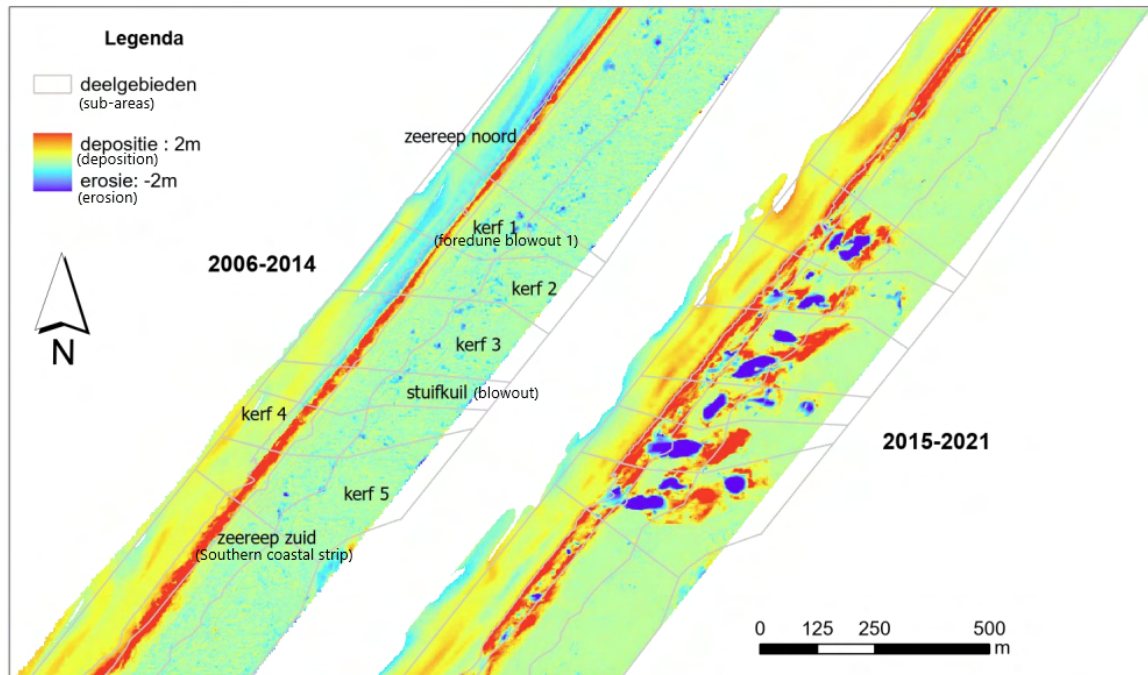 Legenda
deelgebieden
(sub-areas)
depositie : 2m
(deposition)
erosie: -2m
(erosion)
N
2006-2014
zeereep noord
kerf 1
(foredune blowout 1)
kerf 2
kerf 3
stuifkuil (blowout)
kerf 4
kerf 5
zeereep zuid
(Southern coastal strip)
2015-2021
0 125 250 500
m